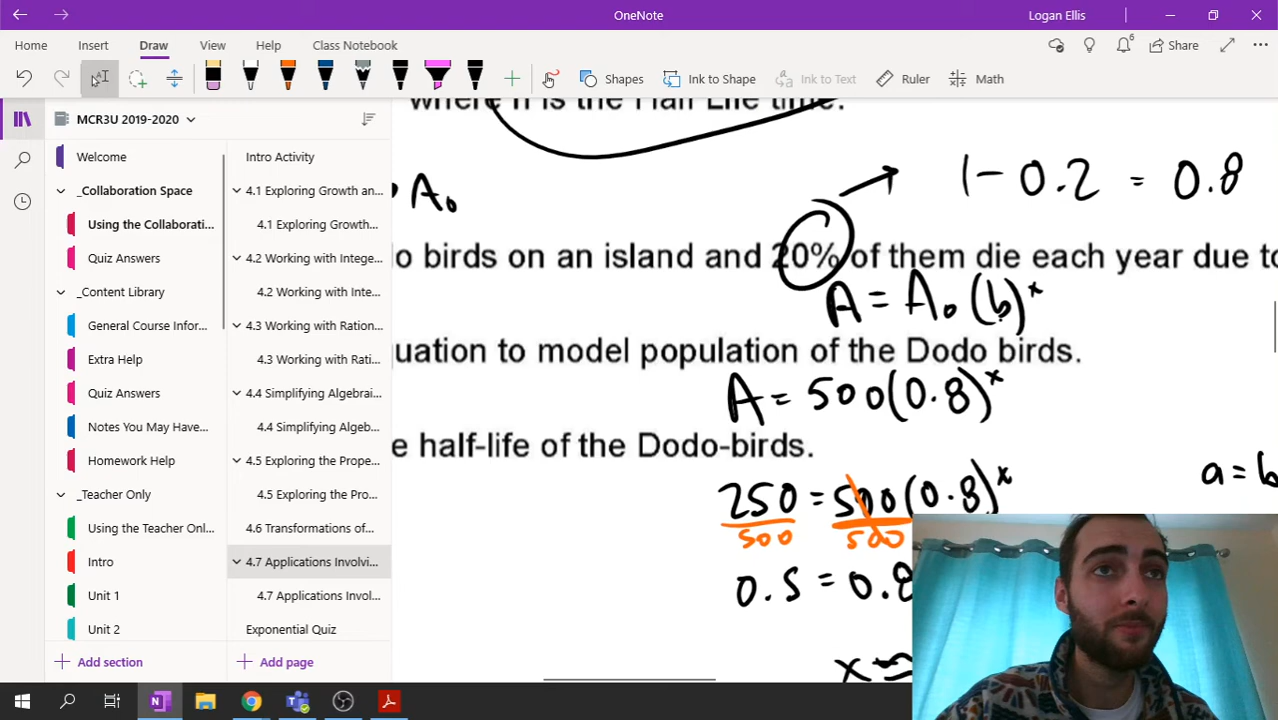 OneNote
Logan Ellis
Home Insert Draw View Help Class Notebook
6
Share
Shapes Ink to Shape Ink to Text Ruler Math
MCR3U 2019-2020
Welcome
_Collaboration Space
Using the Collaborati...
Quiz Answers
_Content Library
General Course Infor...
Extra Help
Quiz Answers
Notes You May Have...
Homework Help
_Teacher Only
Using the Teacher Onl...
Intro
Unit 1
Unit 2
Add section
Intro Activity
4.1 Exploring Growth an...
4.1 Exploring Growth...
4.2 Working with Intege...
4.2 Working with Inte...
4.3 Working with Ration...
4.3 Working with Rati...
4.4 Simplifying Algebrai...
4.4 Simplifying Algeb...
4.5 Exploring the Prope...
4.5 Exploring the Pro...
4.6 Transformations of...
4.7 Applications Involvi...
4.7 Applications Invol...
Exponential Quiz
Add page
where h is the Half Life time.
1 - 0.2 = 0.8
A₀
o birds on an island and 20% of them die each year due to
A = A₀(b)ˣ
uation to model population of the Dodo birds.
A = 500(0.8)ˣ
e half-life of the Dodo-birds.
250 = 500(0.8)ˣ
500 500
a = b
0.5 = 0.8
x ≈